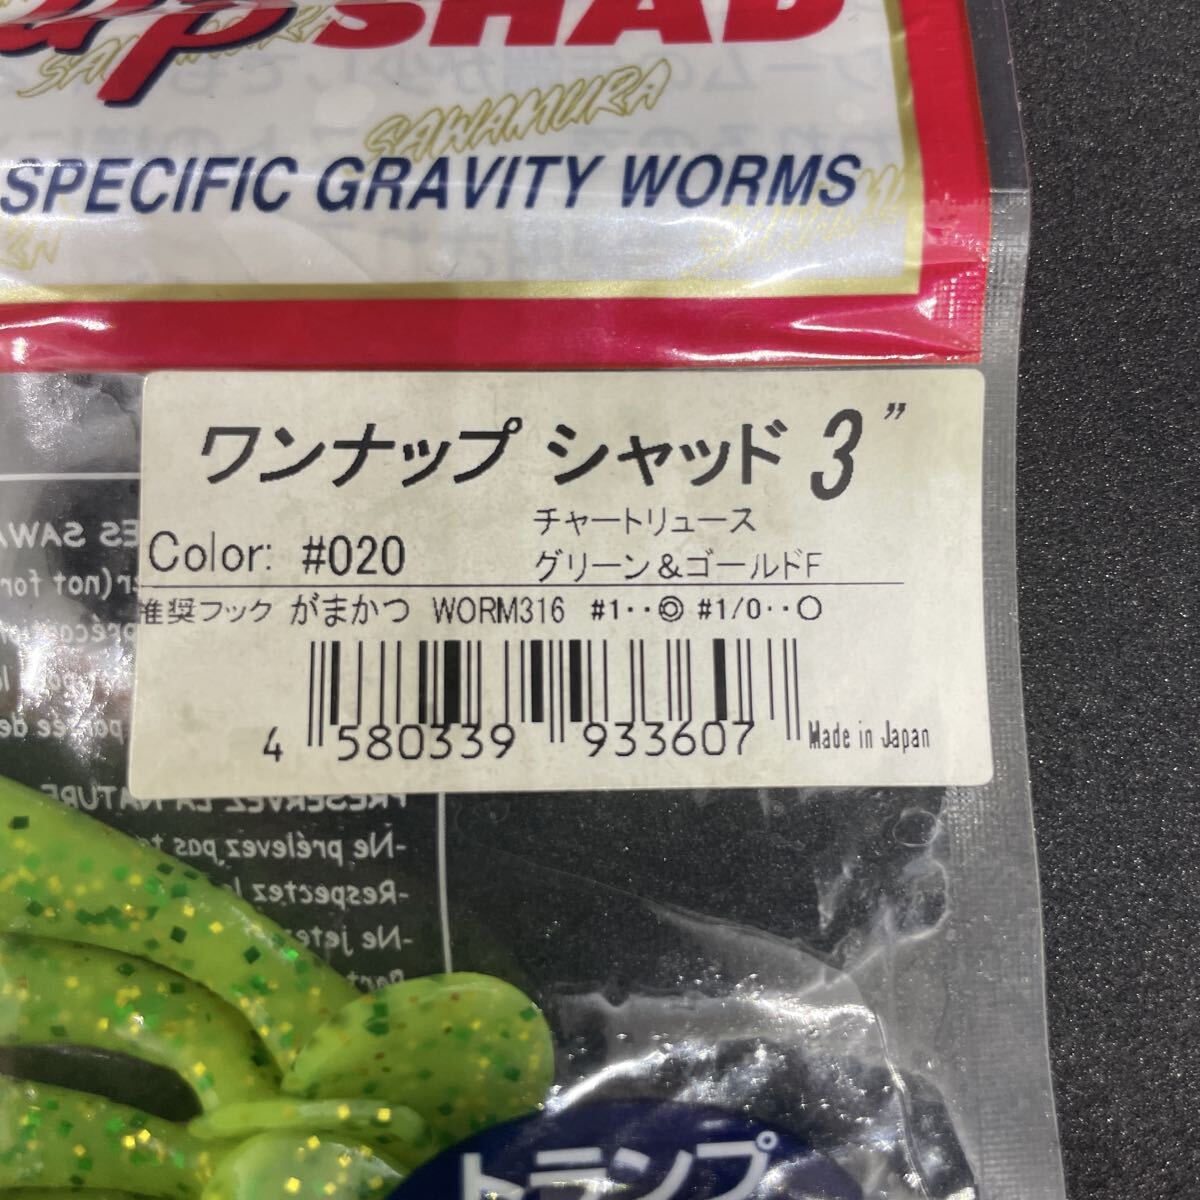 up SHAD
SAWAMURA
SPECIFIC GRAVITY WORMS
ワンナップ シャッド 3”
Color: #020
チャートリュース
グリーン&ゴールドF
推奨フック がまかつ WORM316 #1‥◎ #1/0‥○
4 580339 933607
Made in Japan
PRÉSERVEZ LA NATURE
-Ne prélevez pas
-Respectez
-Ne jetez
トランプ